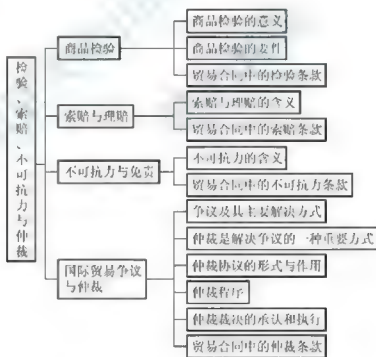 检验、索赔、不可抗力与仲裁
商品检验
商品检验的意义
商品检验的要件
贸易合同中的检验条款
索赔与理赔
索赔与理赔的含义
贸易合同中的索赔条款
不可抗力与免责
不可抗力的含义
贸易合同中的不可抗力条款
国际贸易争议
与仲裁
争议及其主要解决方式
仲裁是解决争议的一种重要方式
仲裁协议的形式与作用
仲裁程序
仲裁裁决的承认和执行
贸易合同中的仲裁条款